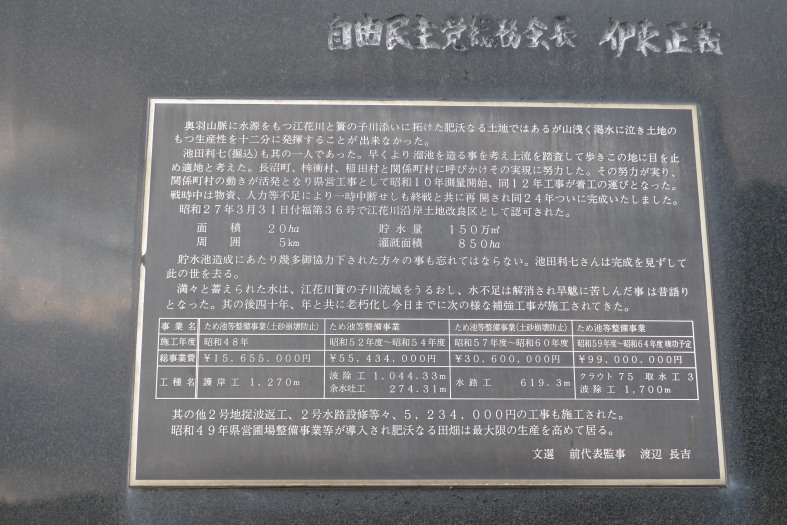 自由民主党総務会長 伊東正義
奥羽山脈に水源をもつ江花川と簀の子川添いに拓けた肥沃なる土地ではあるが山浅く渇水に泣き土地の
もつ生産性を十二分に発揮することが出来なかった。
池田利七(掘込)も其の一人であった。早くより溜池を造る事を考え上流を踏査して歩きこの地に目を止
め適地と考えた。長沼町、桙衝村、稲田村と関係町村に呼びかけその実現に努力した。その努力が実り、
関係町村の動きが活発となり県営工事として昭和10年測量開始、同12年工事が着工の運びとなった。
戦時中は物資、人力等不足により一時中断せしも終戦と共に再開され同24年ついに完成いたしました。
昭和27年3月31日付福第36号で江花川沿岸土地改良区として認可された。
面積 20ha 貯水量 150万㎥
周囲 5km 灌漑面積 850ha
貯水池造成にあたり幾多御協力下された方々の事も忘れてはならない。池田利七さんは完成を見ずして
此の世を去る。
満々と蓄えられた水は、江花川簀の子川流域をうるおし、水不足は解消され早魃に苦しんだ事は昔語り
となった。其の後四十年、年と共に老朽化し今日までに次の様な補強工事が施工されてきた。
事業名 ため池等整備事業(土砂崩壊防止) ため池等整備事業 ため池等整備事業(土砂崩壊防止) ため池等整備事業
施工年度 昭和48年 昭和52年度〜昭和54年度 昭和57年度〜昭和60年度 昭和59年度〜昭和64年度 竣功予定
総事業費 ¥15,655,000円 ¥55,434,000円 ¥30,600,000円 ¥99,000,000円
工種名 護岸工 1,270m 波除工 1,044.33m 余水吐工 274.31m 水路工 619.3m クラウト75 取水工3 波除工 1,700m
其の他2号地捉波返工、2号水路設修等々、5,234,000円の工事も施工された。
昭和49年県営圃場整備事業等が導入され肥沃なる田畑は最大限の生産を高めて居る。
文選 前代表監事 渡辺 長吉